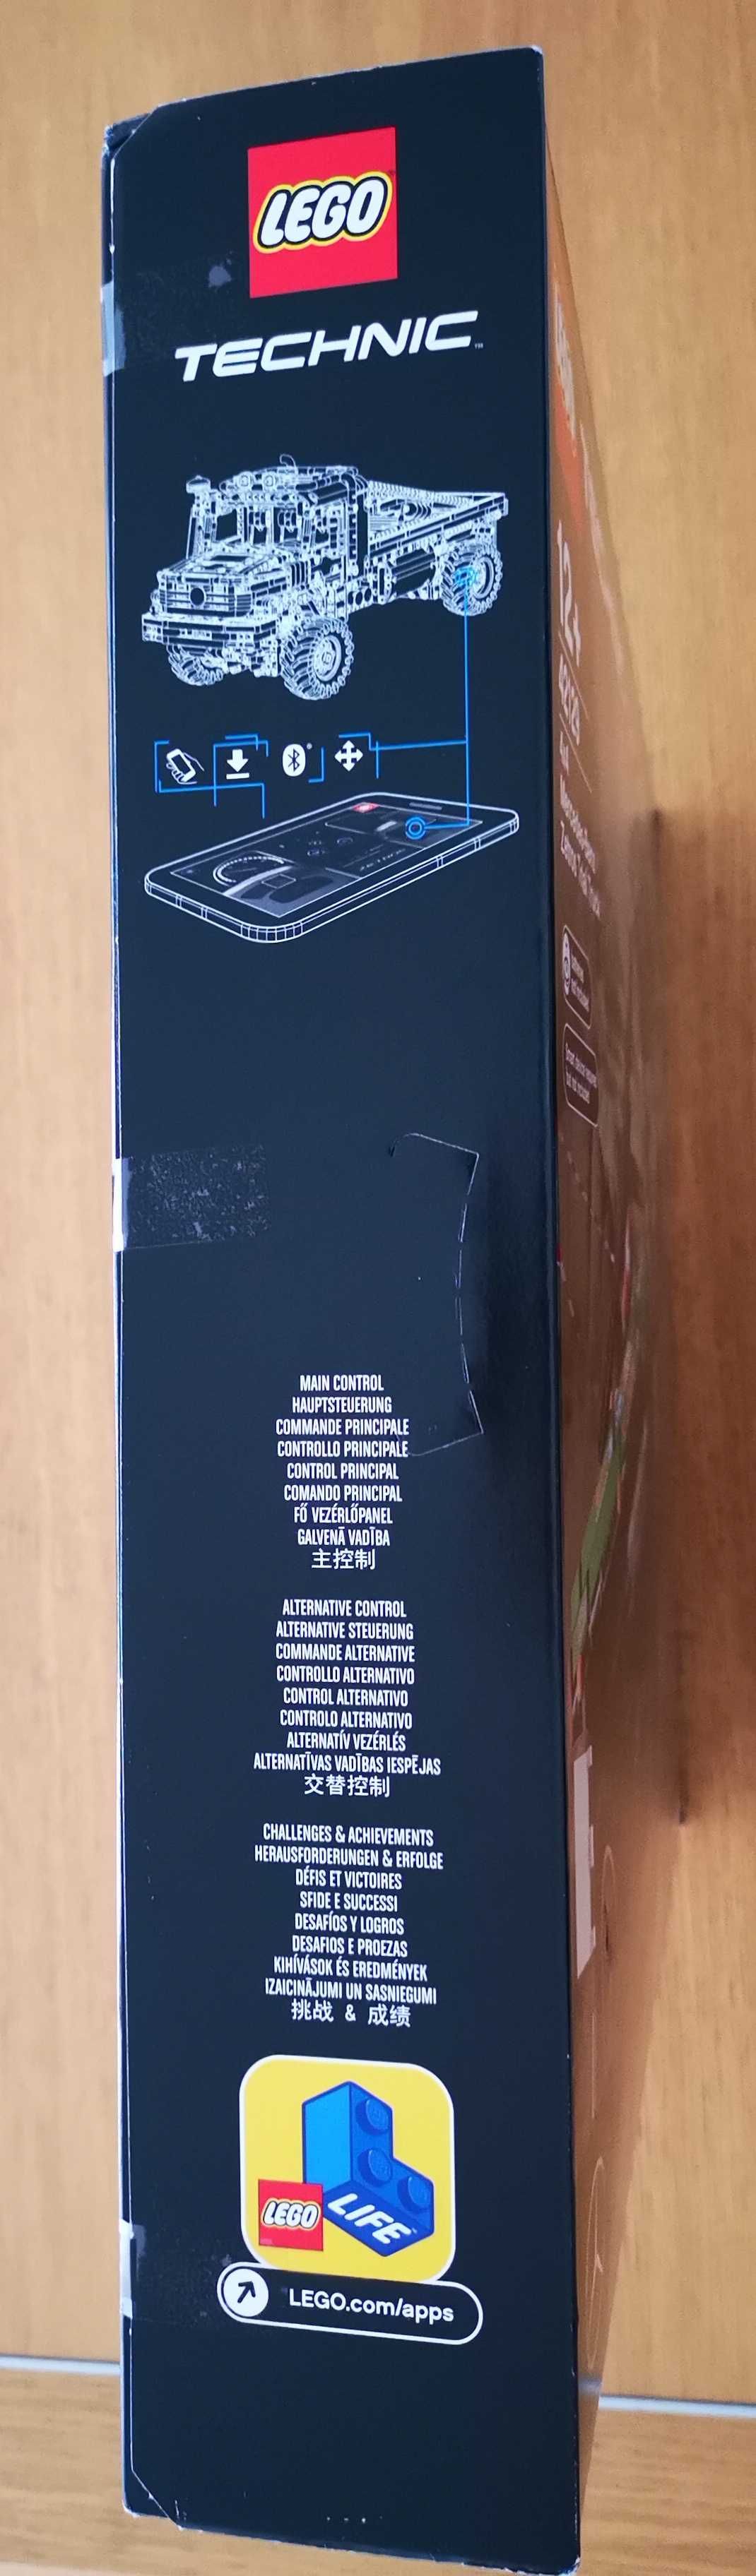 LEGO
TECHNIC™
MAIN CONTROL
HAUPTSTEUERUNG
COMMANDE PRINCIPALE
CONTROLLO PRINCIPALE
CONTROL PRINCIPAL
COMANDO PRINCIPAL
FŐ VEZÉRLŐPANEL
GALVENĀ VADĪBA
主控制
ALTERNATIVE CONTROL
ALTERNATIVE STEUERUNG
COMMANDE ALTERNATIVE
CONTROLLO ALTERNATIVO
CONTROL ALTERNATIVO
CONTROLO ALTERNATIVO
ALTERNATÍV VEZÉRLÉS
ALTERNATĪVAS VADĪBAS IESPĒJAS
交替控制
CHALLENGES & ACHIEVEMENTS
HERAUSFORDERUNGEN & ERFOLGE
DÉFIS ET VICTOIRES
SFIDE E SUCCESSI
DESAFÍOS Y LOGROS
DESAFIOS E PROEZAS
KIHÍVÁSOK ÉS EREDMÉNYEK
IZAICINĀJUMI UN SASNIEGUMI
挑战 & 成绩
LEGO
LIFE™
LEGO.com/apps
12+